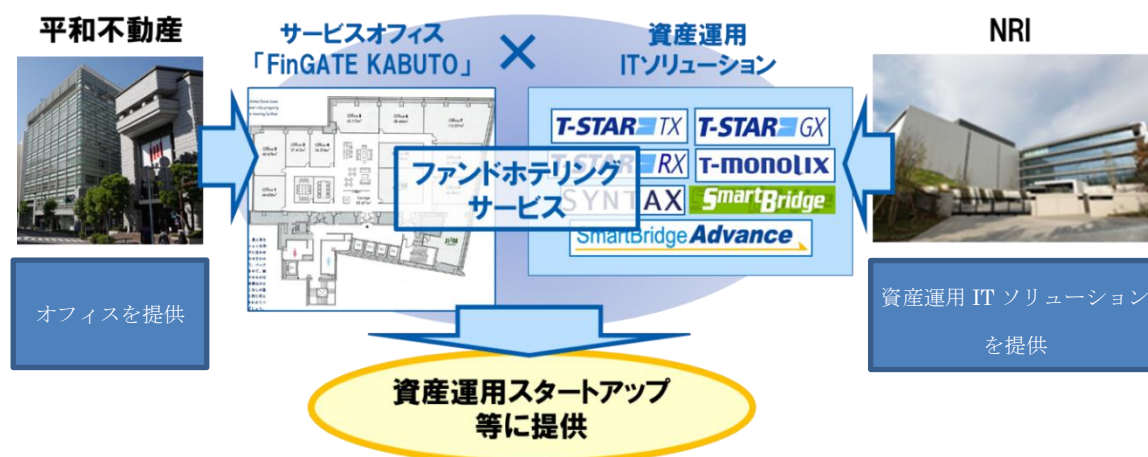 平和不動産
サービスオフィス
「FinGATE KABUTO」
×
資産運用
ITソリューション
NRI
T-STAR TX
T-STAR GX
T-STAR RX
T-MONOLIX
SYNTAX
SmartBridge
SmartBridge Advance
ファンドホテリング
サービス
オフィスを提供
資産運用 IT ソリューション
を提供
資産運用スタートアップ
等に提供